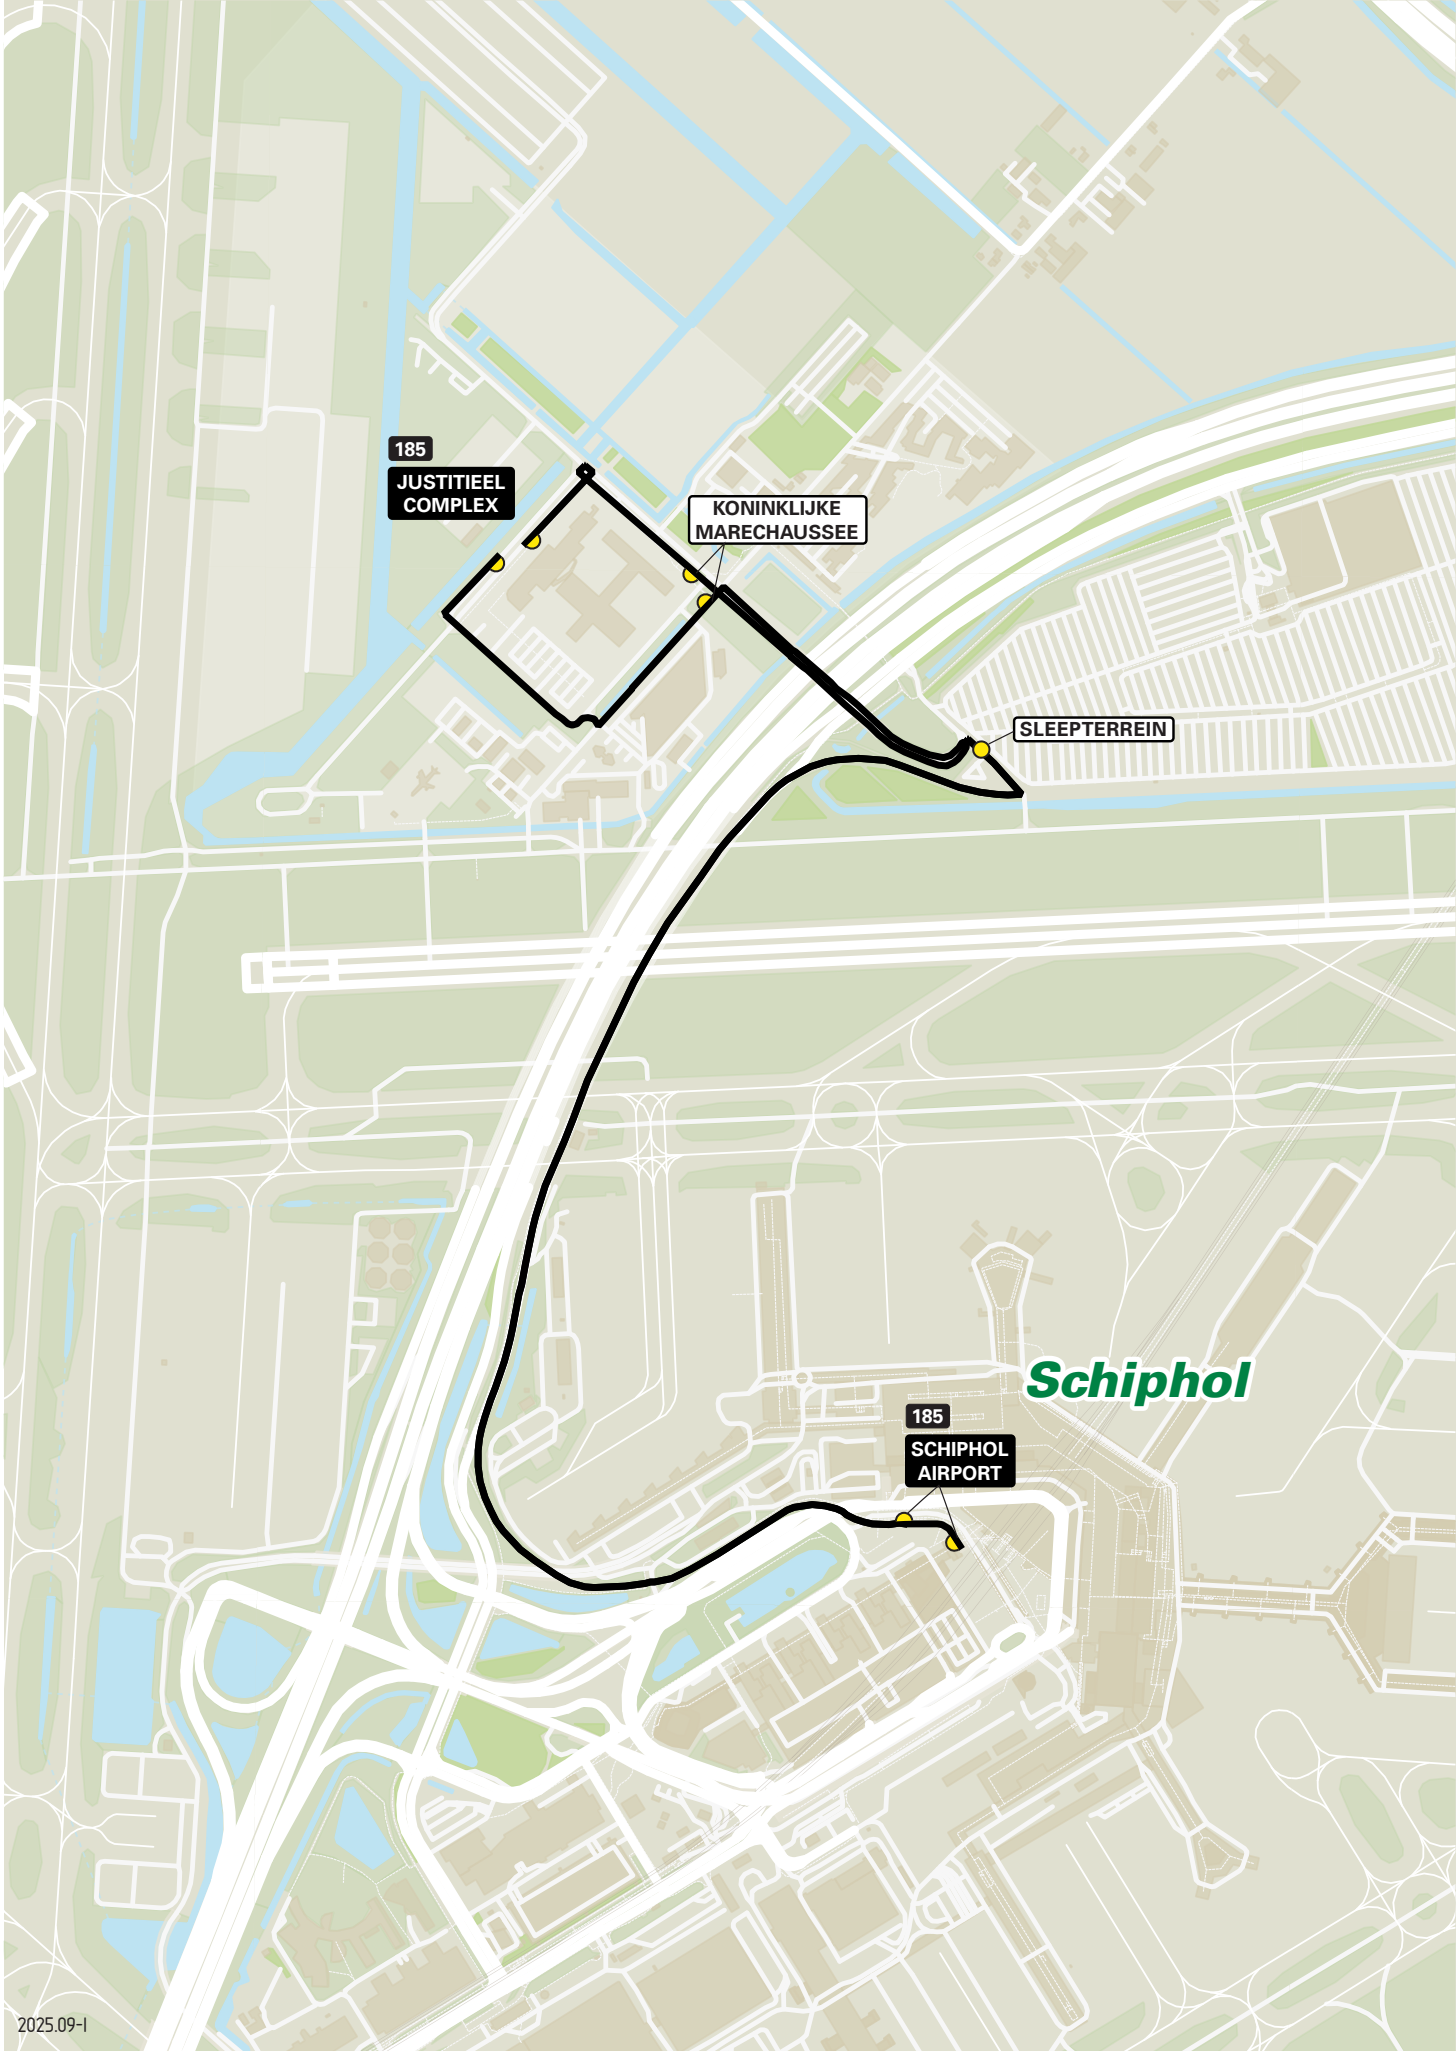 185
JUSTITIEEL
COMPLEX
KONINKLIJKE
MARECHAUSSEE
SLEEPTERREIN
Schiphol
185
SCHIPHOL
AIRPORT
2025.09-I